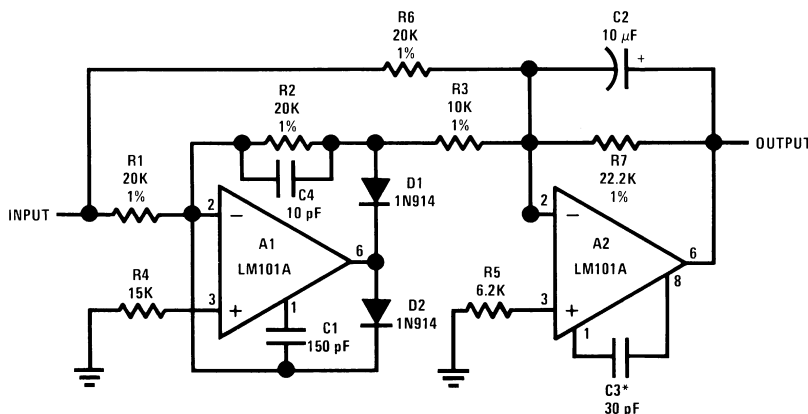 R6
20K
1%
C2
10 μF
+
R2
20K
1%
R3
10K
1%
R1
20K
1%
C4
10 pF
D1
1N914
R7
22.2K
1%
OUTPUT
INPUT
2
−
A1
LM101A
6
3
+
1
R4
15K
C1
150 pF
D2
1N914
2
−
A2
LM101A
6
8
R5
6.2K
3
+
1
C3*
30 pF